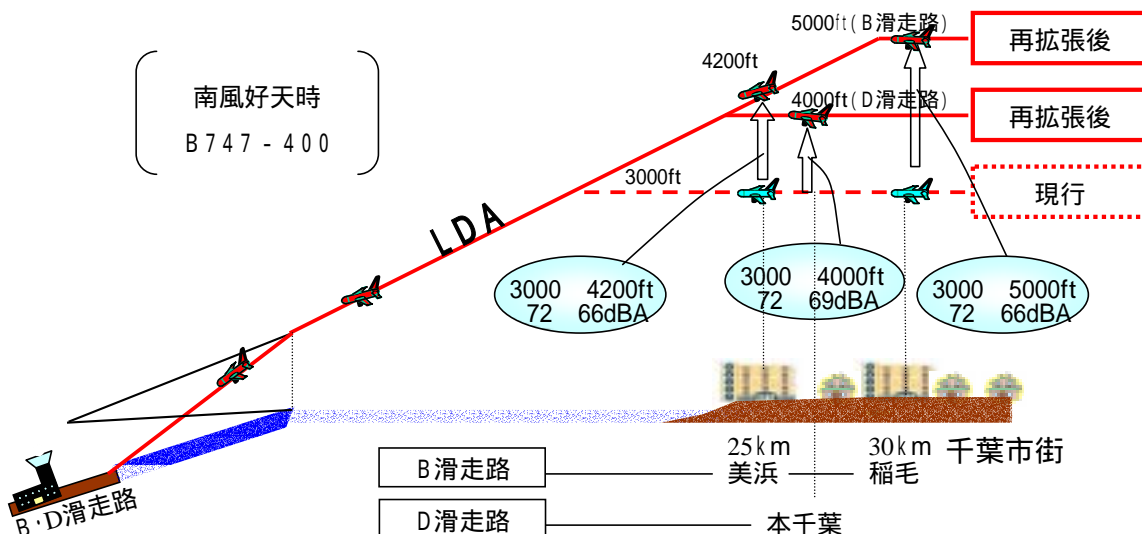 5000ft(B滑走路)
再拡張後
4200ft
南風好天時
B747-400
4000ft(D滑走路)
再拡張後
3000ft
現行
LDA
3000 4200ft
72 66dBA
3000 4000ft
72 69dBA
3000 5000ft
72 66dBA
25km
30km
千葉市街
B滑走路
美浜
稲毛
B・D滑走路
D滑走路
本千葉